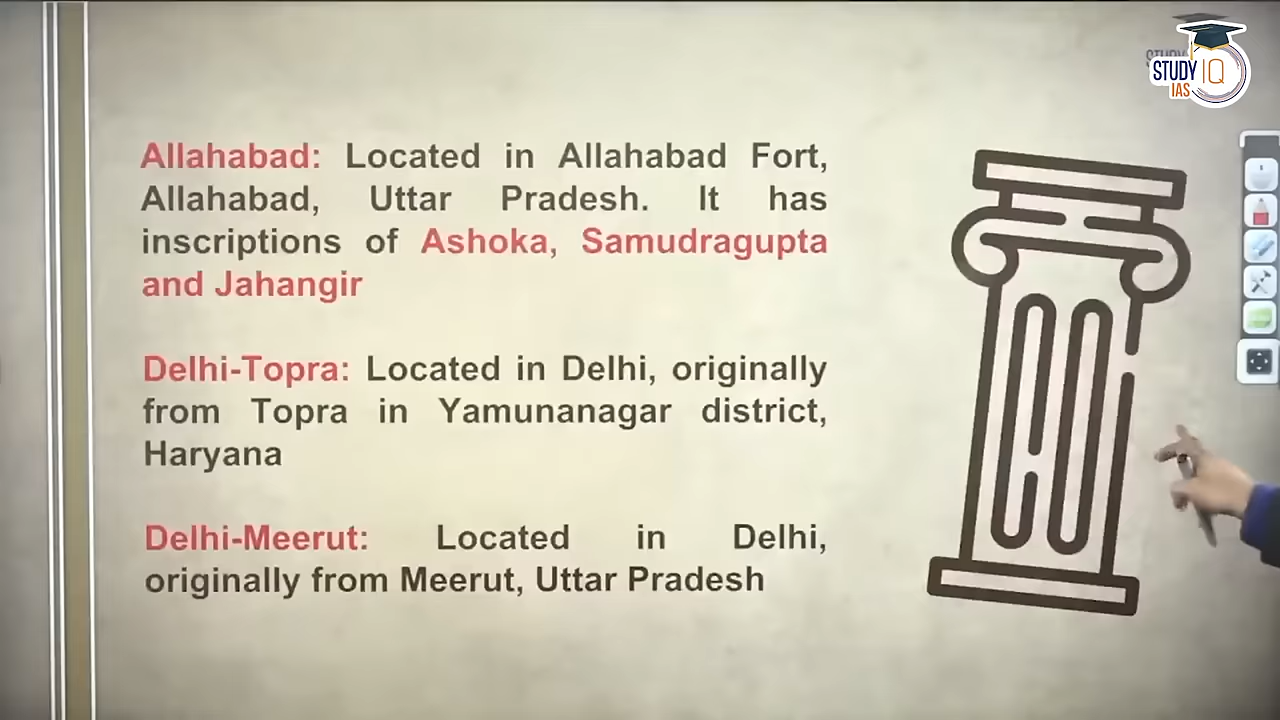 STUDY IQ
IAS
Allahabad: Located in Allahabad Fort,
Allahabad, Uttar Pradesh. It has
inscriptions of Ashoka, Samudragupta
and Jahangir
Delhi-Topra: Located in Delhi, originally
from Topra in Yamunanagar district,
Haryana
Delhi-Meerut: Located in Delhi,
originally from Meerut, Uttar Pradesh